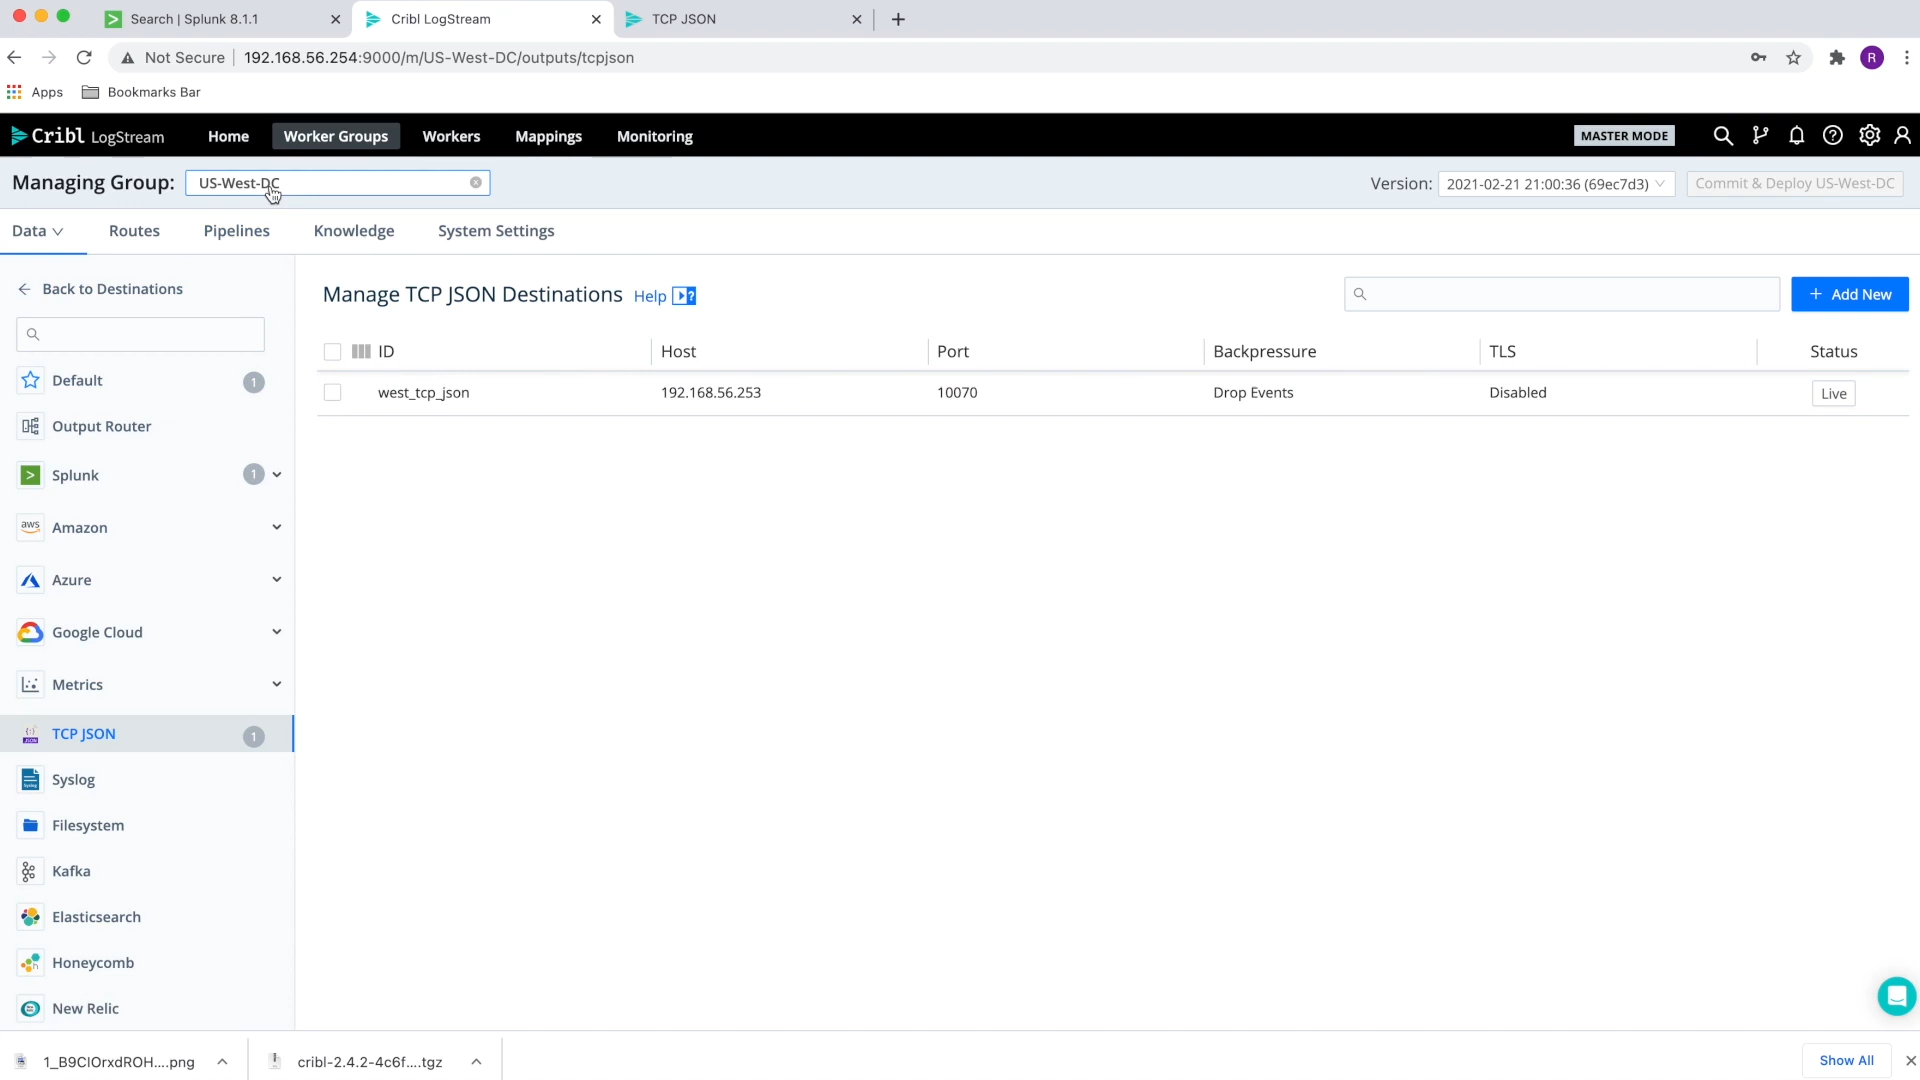 Search | Splunk 8.1.1
Cribl LogStream
TCP JSON
Not Secure
192.168.56.254:9000/m/US-West-DC/outputs/tcpjson
R
Apps
Bookmarks Bar
Cribl LogStream
Home
Worker Groups
Workers
Mappings
Monitoring
MASTER MODE
Managing Group:
US-West-DC
Version:
2021-02-21 21:00:36 (69ec7d3)
Commit & Deploy US-West-DC
Data
Routes
Pipelines
Knowledge
System Settings
Back to Destinations
Manage TCP JSON Destinations
Help
+ Add New
ID
Host
Port
Backpressure
TLS
Status
west_tcp_json
192.168.56.253
10070
Drop Events
Disabled
Live
Default
1
Output Router
Splunk
1
aws
Amazon
Azure
Google Cloud
Metrics
TCP JSON
1
Syslog
Filesystem
Kafka
Elasticsearch
Honeycomb
New Relic
1_B9ClOrxdROH....png
cribl-2.4.2-4c6f....tgz
Show All